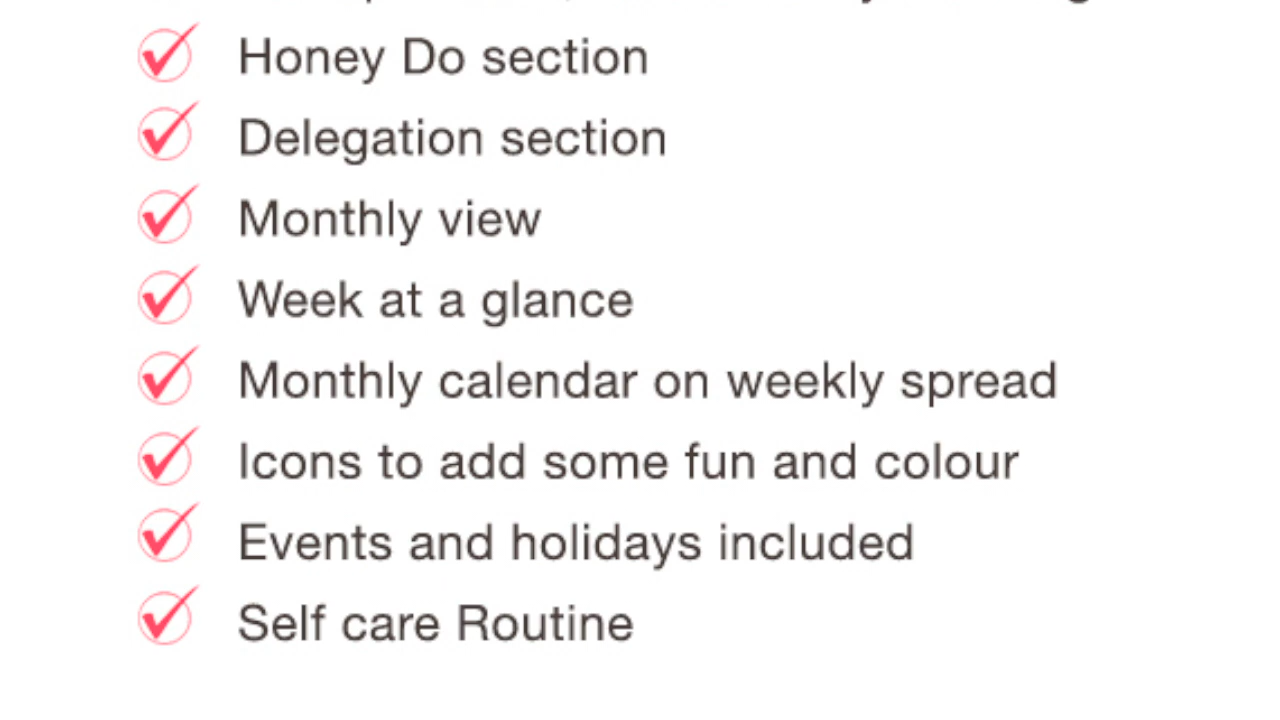 Honey Do section
Delegation section
Monthly view
Week at a glance
Monthly calendar on weekly spread
Icons to add some fun and colour
Events and holidays included
Self care Routine